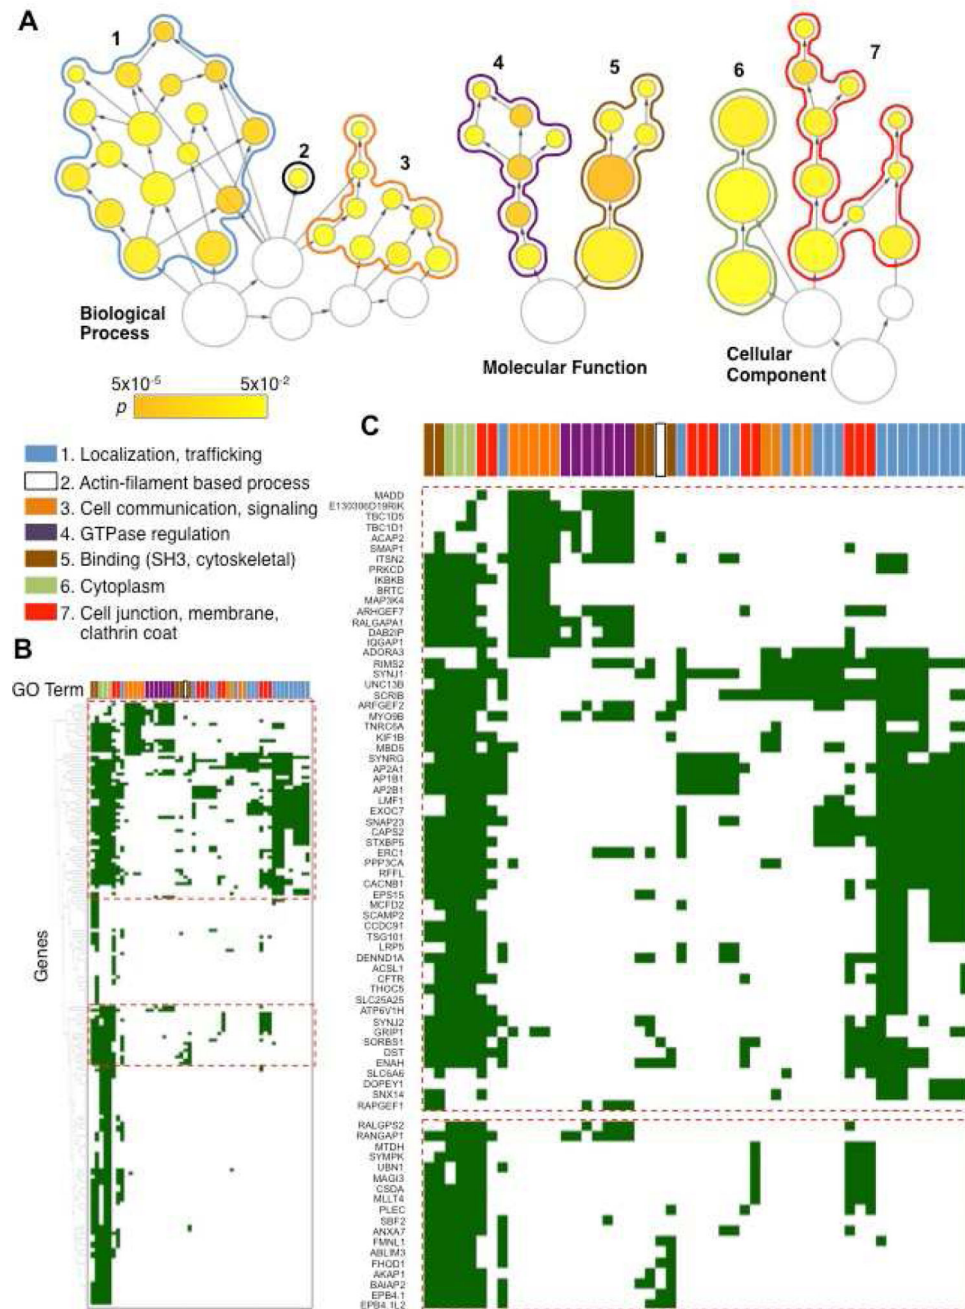 A
1
2
3
4
5
6
7
Biological
Process
Molecular Function
Cellular
Component
5x10-5 5x10-2
p
1. Localization, trafficking
2. Actin-filament based process
3. Cell communication, signaling
4. GTPase regulation
5. Binding (SH3, cytoskeletal)
6. Cytoplasm
7. Cell junction, membrane,
clathrin coat
B
GO Term
Genes
C
MADD
E130306D19RIK
TBC1D5
TBC1D1
ACAP2
SMAP1
ITSN2
PRKCD
IKBKB
BRTC
MAP3K4
ARHGEF7
RALGAPA1
DAB2IP
IQGAP1
ADORA3
RIMS2
SYNJ1
UNC13B
SCRIB
ARFGEF2
MYO9B
TNRC6A
KIF1B
MBD5
SYNRG
AP2A1
AP1B1
AP2B1
LMF1
EXOC7
SNAP23
CAPS2
STXBP5
ERC1
PPP3CA
RFFL
CACNB1
EPS15
MCFD2
SCAMP2
CCDC91
TSG101
LRP5
DENND1A
ACSL1
CFTR
THOC5
SLC25A25
ATP6V1H
SYNJ2
GRIP1
SORBS1
DST
ENAH
SLC6A6
DOPEY1
SNX14
RAPGEF1
RALGPS2
RANGAP1
MTDH
SYMPK
UBN1
MAGI3
CSDA
MLLT4
PLEC
SBF2
ANXA7
FMNL1
ABLIM3
FHOD1
AKAP1
BAIAP2
EPB4.1
EPB4.1L2